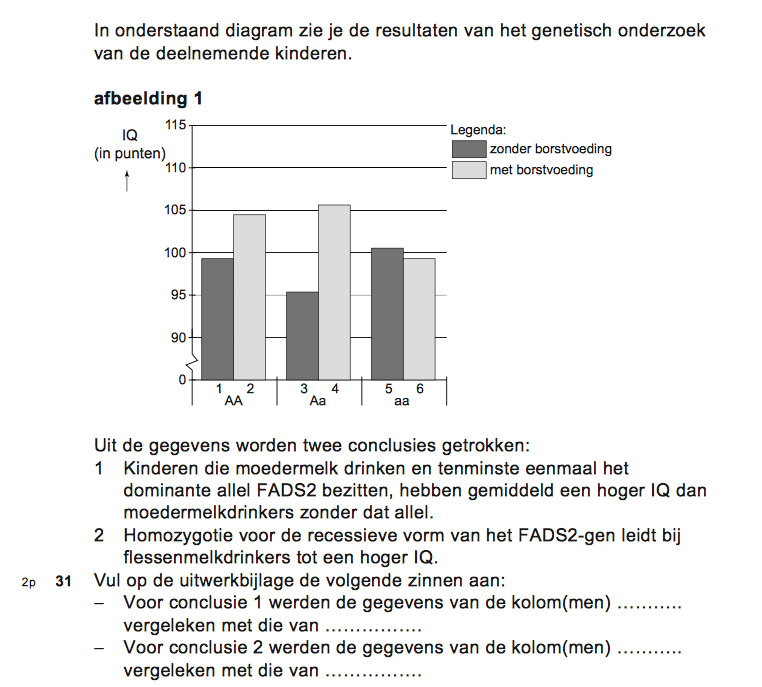 In onderstaand diagram zie je de resultaten van het genetisch onderzoek
van de deelnemende kinderen.
afbeelding 1
IQ
(in punten)
115
110
105
100
95
90
0
Legenda:
zonder borstvoeding
met borstvoeding
1 2 3 4 5 6
AA Aa aa
Uit de gegevens worden twee conclusies getrokken:
1 Kinderen die moedermelk drinken en tenminste eenmaal het
dominante allel FADS2 bezitten, hebben gemiddeld een hoger IQ dan
moedermelkdrinkers zonder dat allel.
2 Homozygotie voor de recessieve vorm van het FADS2-gen leidt bij
flessenmelkdrinkers tot een hoger IQ.
2p 31 Vul op de uitwerkbijlage de volgende zinnen aan:
– Voor conclusie 1 werden de gegevens van de kolom(men) ...........
vergeleken met die van ................
– Voor conclusie 2 werden de gegevens van de kolom(men) ...........
vergeleken met die van ................